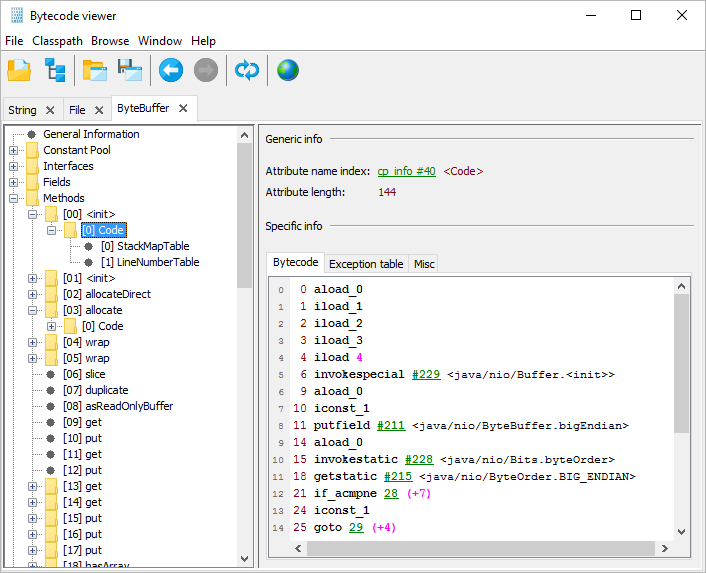 Bytecode viewer
File Classpath Browse Window Help
String File ByteBuffer
General Information
Constant Pool
Interfaces
Fields
Methods
[00] <init>
[0] Code
[0] StackMapTable
[1] LineNumberTable
[01] <init>
[02] allocateDirect
[03] allocate
[0] Code
[04] wrap
[05] wrap
[06] slice
[07] duplicate
[08] asReadOnlyBuffer
[09] get
[10] put
[11] get
[12] put
[13] get
[14] get
[15] put
[16] put
[17] put
[18] hasArray
Generic info
Attribute name index: cp_info #40 <Code>
Attribute length: 144
Specific info
Bytecode Exception table Misc
0 0 aload_0
1 1 iload_1
2 2 iload_2
3 3 iload_3
4 4 iload 4
5 6 invokespecial #229 <java/nio/Buffer.<init>>
6 9 aload_0
7 10 iconst_1
8 11 putfield #211 <java/nio/ByteBuffer.bigEndian>
9 14 aload_0
10 15 invokestatic #228 <java/nio/Bits.byteOrder>
11 18 getstatic #215 <java/nio/ByteOrder.BIG_ENDIAN>
12 21 if_acmpne 28 (+7)
13 24 iconst_1
14 25 goto 29 (+4)